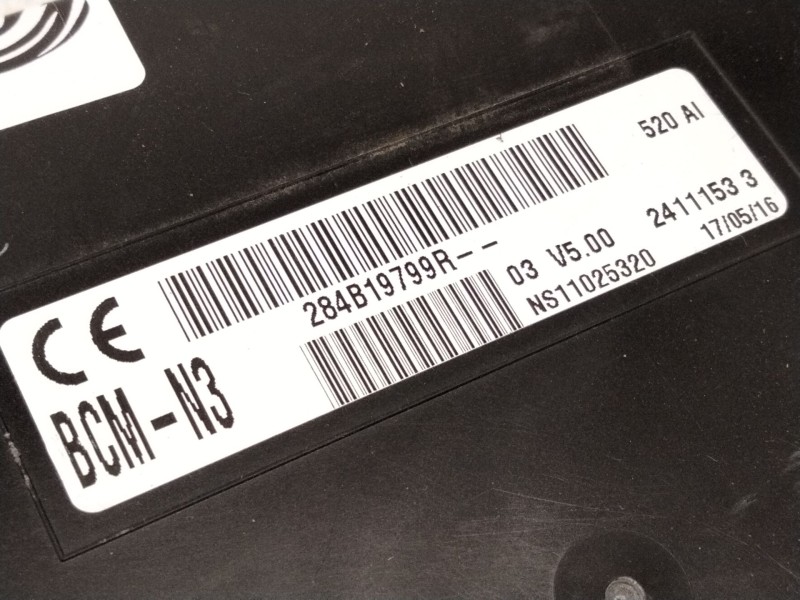 520 AI
284B19799R--
03 V5.00 2411153 3
NS11025320 17/05/16
CE
BCM-N3